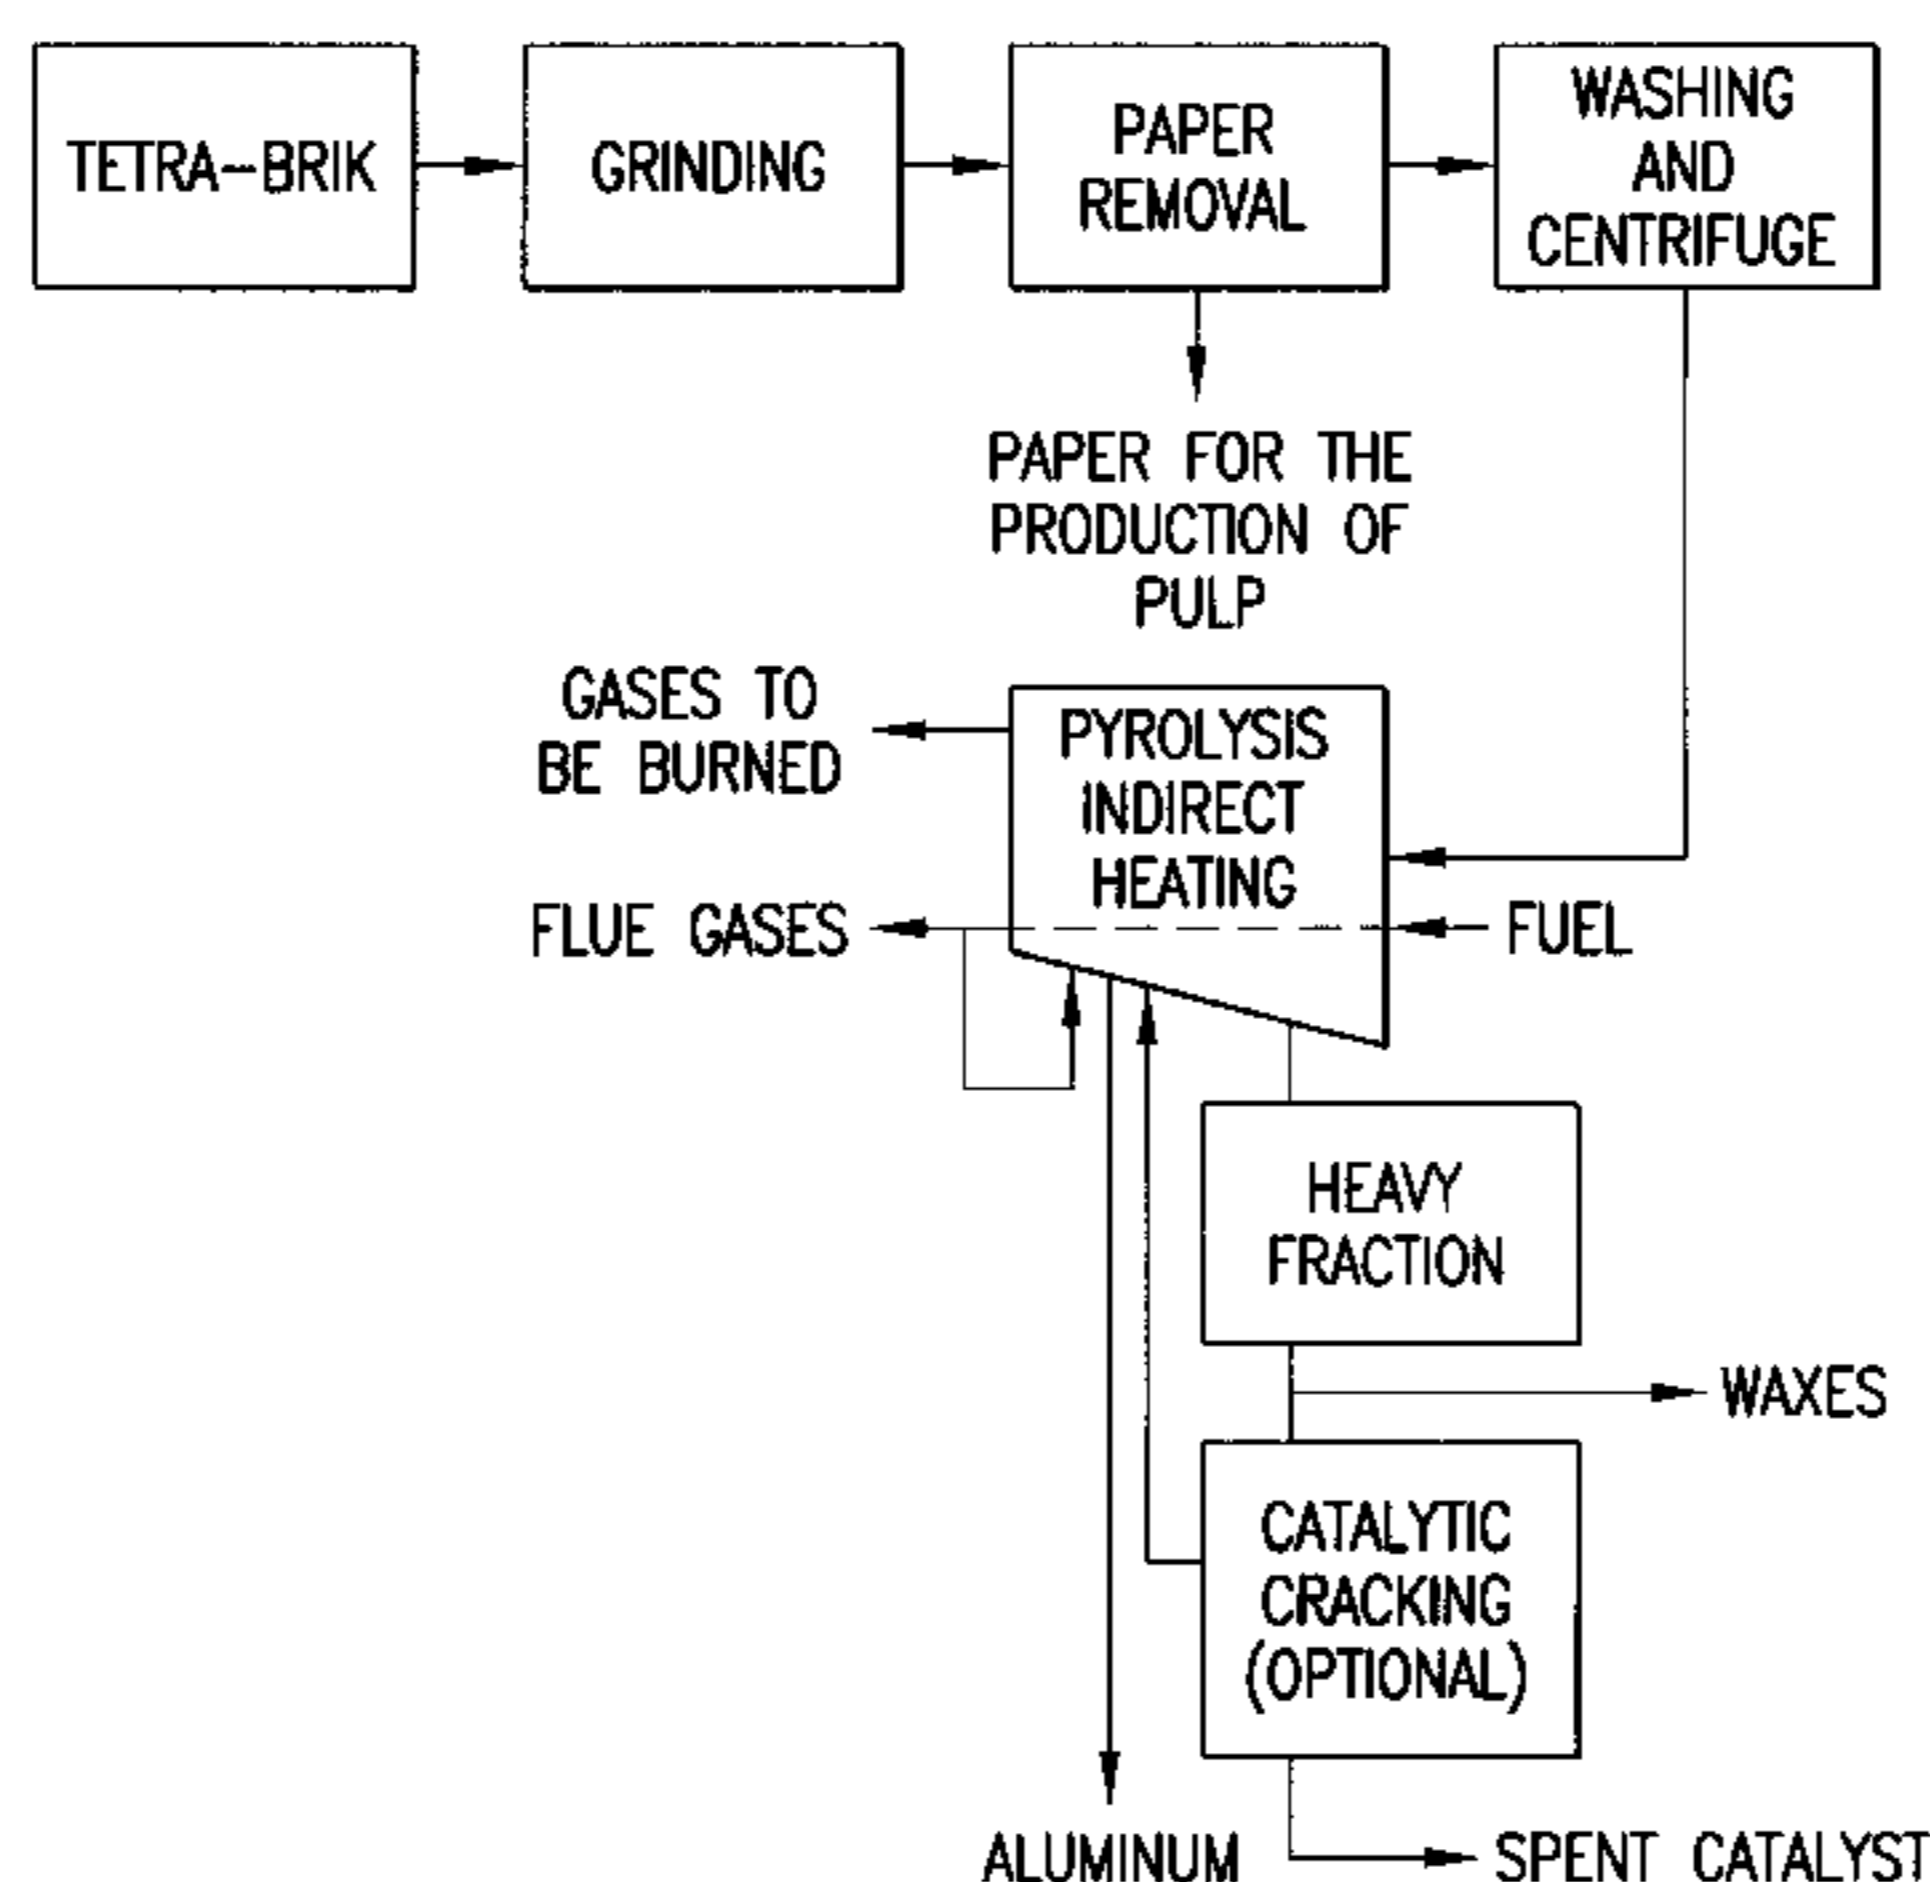 TETRA-BRIK
GRINDING
PAPER
REMOVAL
WASHING
AND
CENTRIFUGE
PAPER FOR THE
PRODUCTION OF
PULP
GASES TO
BE BURNED
PYROLYSIS
INDIRECT
HEATING
FLUE GASES
FUEL
HEAVY
FRACTION
WAXES
CATALYTIC
CRACKING
(OPTIONAL)
ALUMINUM
SPENT CATALYST